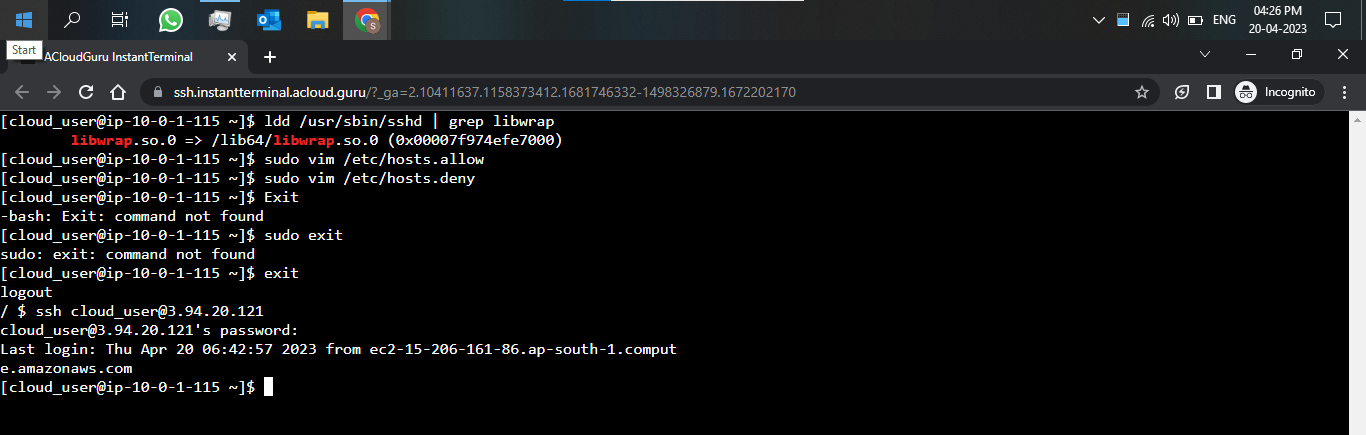 ENG
04:26 PM
20-04-2023
Start
ACloudGuru InstantTerminal
ssh.instantterminal.acloud.guru/?_ga=2.10411637.1158373412.1681746332-1498326879.1672202170
S
Incognito
[cloud_user@ip-10-0-1-115 ~]$ ldd /usr/sbin/sshd | grep libwrap
libwrap.so.0 => /lib64/libwrap.so.0 (0x00007f974efe7000)
[cloud_user@ip-10-0-1-115 ~]$ sudo vim /etc/hosts.allow
[cloud_user@ip-10-0-1-115 ~]$ sudo vim /etc/hosts.deny
[cloud_user@ip-10-0-1-115 ~]$ Exit
-bash: Exit: command not found
[cloud_user@ip-10-0-1-115 ~]$ sudo exit
sudo: exit: command not found
[cloud_user@ip-10-0-1-115 ~]$ exit
logout
/ $ ssh cloud_user@3.94.20.121
cloud_user@3.94.20.121's password:
Last login: Thu Apr 20 06:42:57 2023 from ec2-15-206-161-86.ap-south-1.comput
e.amazonaws.com
[cloud_user@ip-10-0-1-115 ~]$